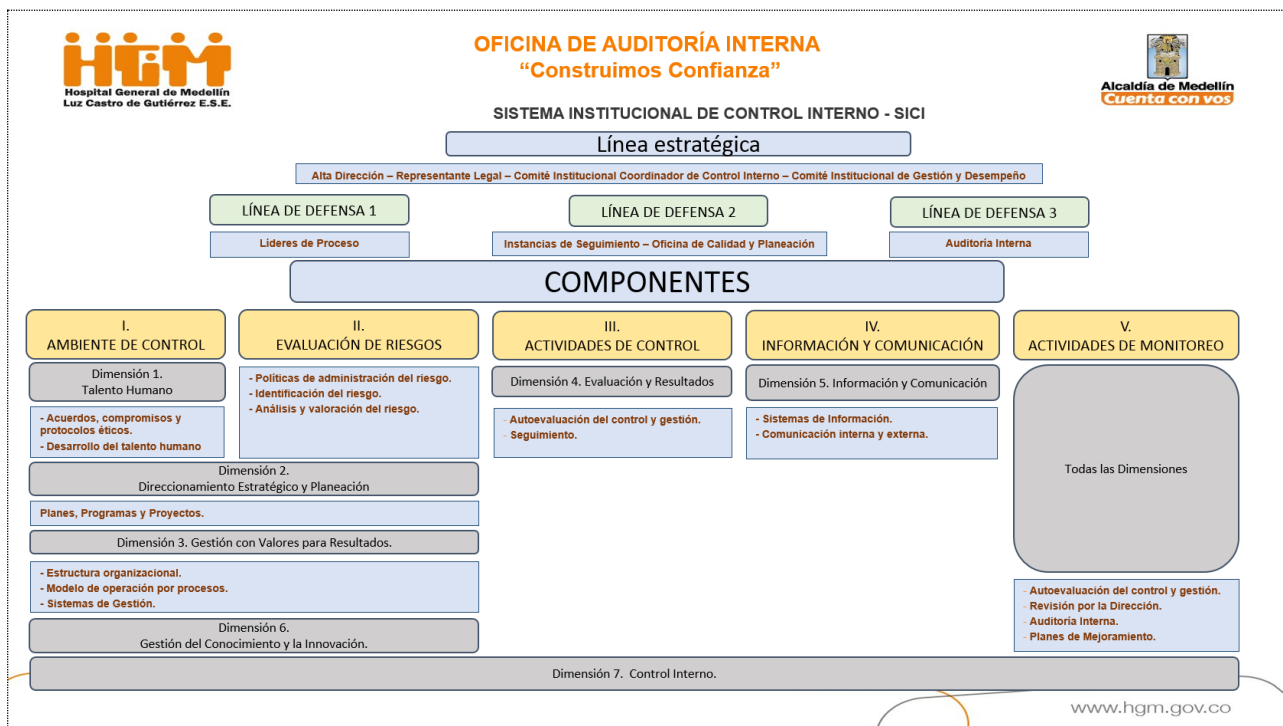 HGM
Hospital General de Medellín
Luz Castro de Gutiérrez E.S.E.
OFICINA DE AUDITORÍA INTERNA
“Construimos Confianza”
Alcaldía de Medellín
Cuenta con vos
SISTEMA INSTITUCIONAL DE CONTROL INTERNO - SICI
Línea estratégica
Alta Dirección – Representante Legal – Comité Institucional Coordinador de Control Interno – Comité Institucional de Gestión y Desempeño
LÍNEA DE DEFENSA 1
Lideres de Proceso
LÍNEA DE DEFENSA 2
Instancias de Seguimiento – Oficina de Calidad y Planeación
LÍNEA DE DEFENSA 3
Auditoría Interna
COMPONENTES
I.
AMBIENTE DE CONTROL
II.
EVALUACIÓN DE RIESGOS
III.
ACTIVIDADES DE CONTROL
IV.
INFORMACIÓN Y COMUNICACIÓN
V.
ACTIVIDADES DE MONITOREO
Dimensión 1.
Talento Humano
- Acuerdos, compromisos y
protocolos éticos.
- Desarrollo del talento humano
- Políticas de administración del riesgo.
- Identificación del riesgo.
- Análisis y valoración del riesgo.
Dimensión 4. Evaluación y Resultados
- Autoevaluación del control y gestión.
- Seguimiento.
Dimensión 5. Información y Comunicación
- Sistemas de Información.
- Comunicación interna y externa.
Todas las Dimensiones
Dimensión 2.
Direccionamiento Estratégico y Planeación
Planes, Programas y Proyectos.
Dimensión 3. Gestión con Valores para Resultados.
- Estructura organizacional.
- Modelo de operación por procesos.
- Sistemas de Gestión.
- Autoevaluación del control y gestión.
- Revisión por la Dirección.
- Auditoría Interna.
- Planes de Mejoramiento.
Dimensión 6.
Gestión del Conocimiento y la Innovación.
Dimensión 7. Control Interno.
www.hgm.gov.co